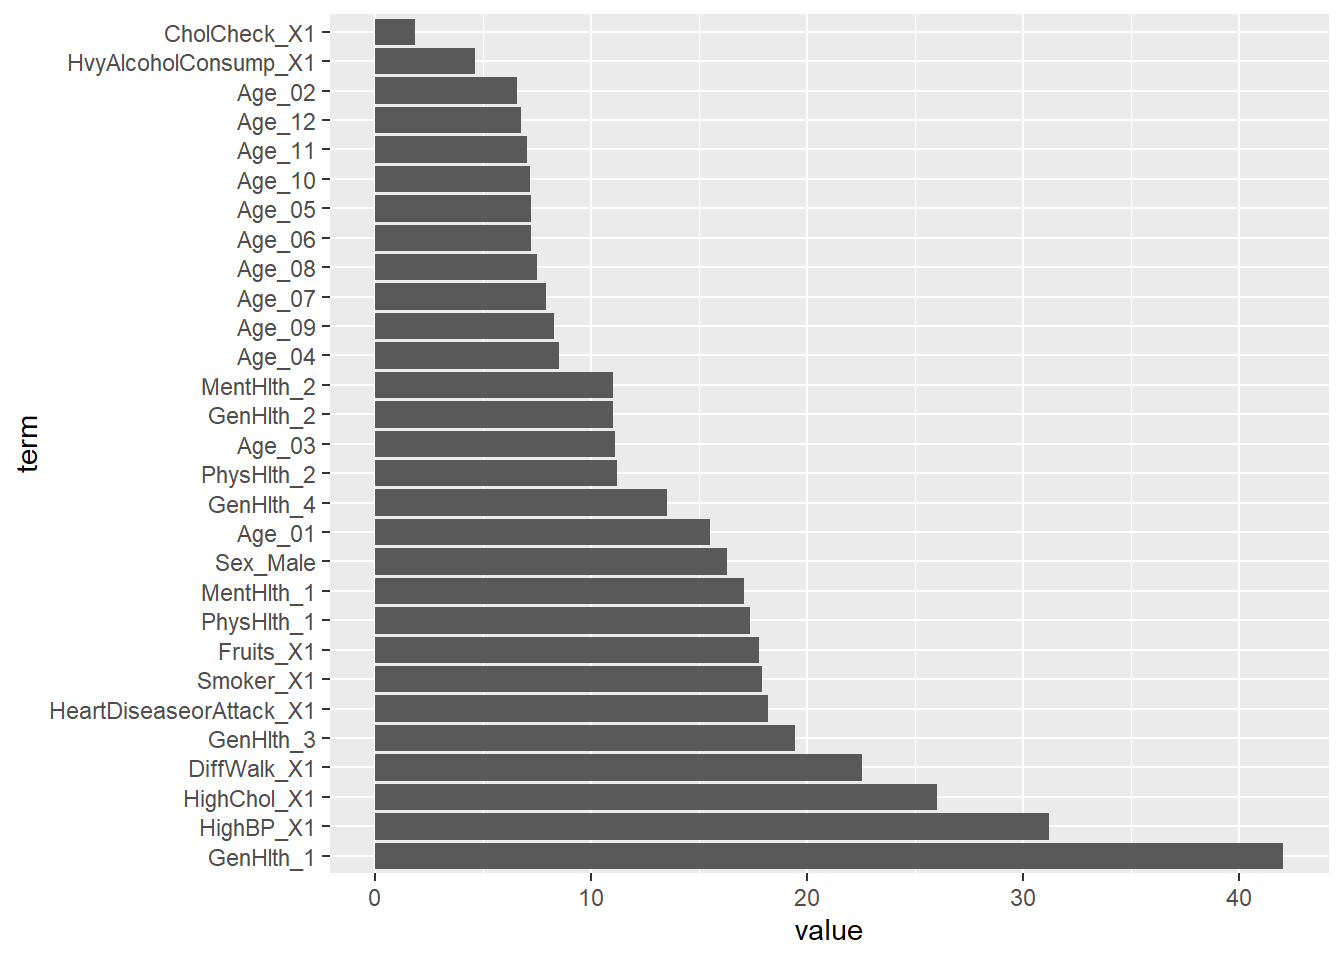 CholCheck_X1
HvyAlcoholConsump_X1
Age_02
Age_12
Age_11
Age_10
Age_05
Age_06
Age_08
Age_07
Age_09
Age_04
MentHlth_2
GenHlth_2
Age_03
PhysHlth_2
GenHlth_4
Age_01
Sex_Male
MentHlth_1
PhysHlth_1
Fruits_X1
Smoker_X1
HeartDiseaseorAttack_X1
GenHlth_3
DiffWalk_X1
HighChol_X1
HighBP_X1
GenHlth_1
term
0 10 20 30 40
value